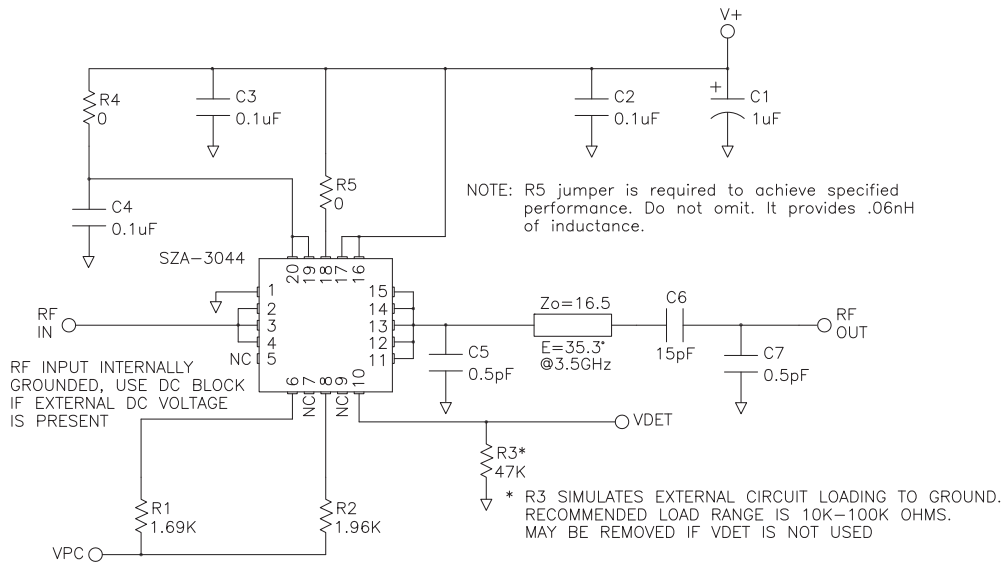 V+
R4
0
C3
0.1uF
C2
0.1uF
+
C1
1uF
C4
0.1uF
R5
0
NOTE: R5 jumper is required to achieve specified
performance. Do not omit. It provides .06nH
of inductance.
SZA-3044
20
19
18
17
16
1
2
3
4
5
15
14
13
12
11
6
7
8
9
10
RF
IN
NC
RF INPUT INTERNALLY
GROUNDED, USE DC BLOCK
IF EXTERNAL DC VOLTAGE
IS PRESENT
NC
NC
Zo=16.5
E=35.3°
@3.5GHz
C5
0.5pF
C6
15pF
C7
0.5pF
RF
OUT
VDET
R3*
47K
* R3 SIMULATES EXTERNAL CIRCUIT LOADING TO GROUND.
RECOMMENDED LOAD RANGE IS 10K-100K OHMS.
MAY BE REMOVED IF VDET IS NOT USED
R1
1.69K
R2
1.96K
VPC